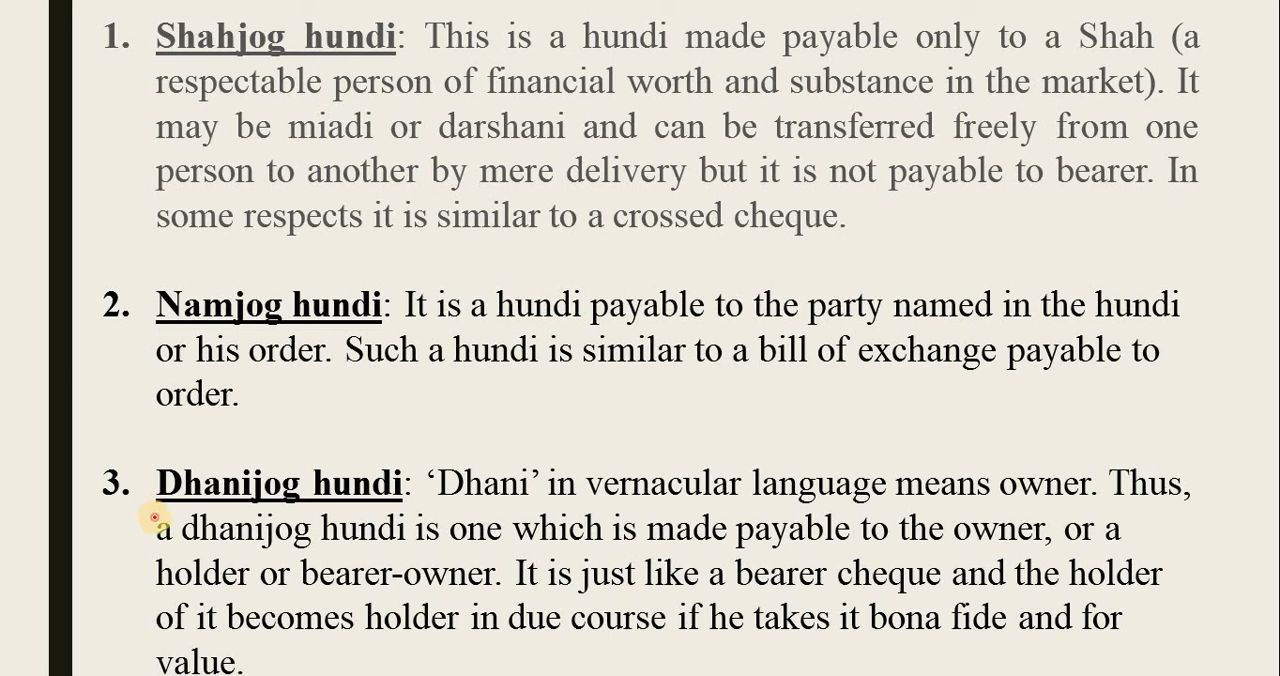 1. Shahjog hundi: This is a hundi made payable only to a Shah (a
respectable person of financial worth and substance in the market). It
may be miadi or darshani and can be transferred freely from one
person to another by mere delivery but it is not payable to bearer. In
some respects it is similar to a crossed cheque.
2. Namjog hundi: It is a hundi payable to the party named in the hundi
or his order. Such a hundi is similar to a bill of exchange payable to
order.
3. Dhanijog hundi: ‘Dhani’ in vernacular language means owner. Thus,
a dhanijog hundi is one which is made payable to the owner, or a
holder or bearer-owner. It is just like a bearer cheque and the holder
of it becomes holder in due course if he takes it bona fide and for
value.